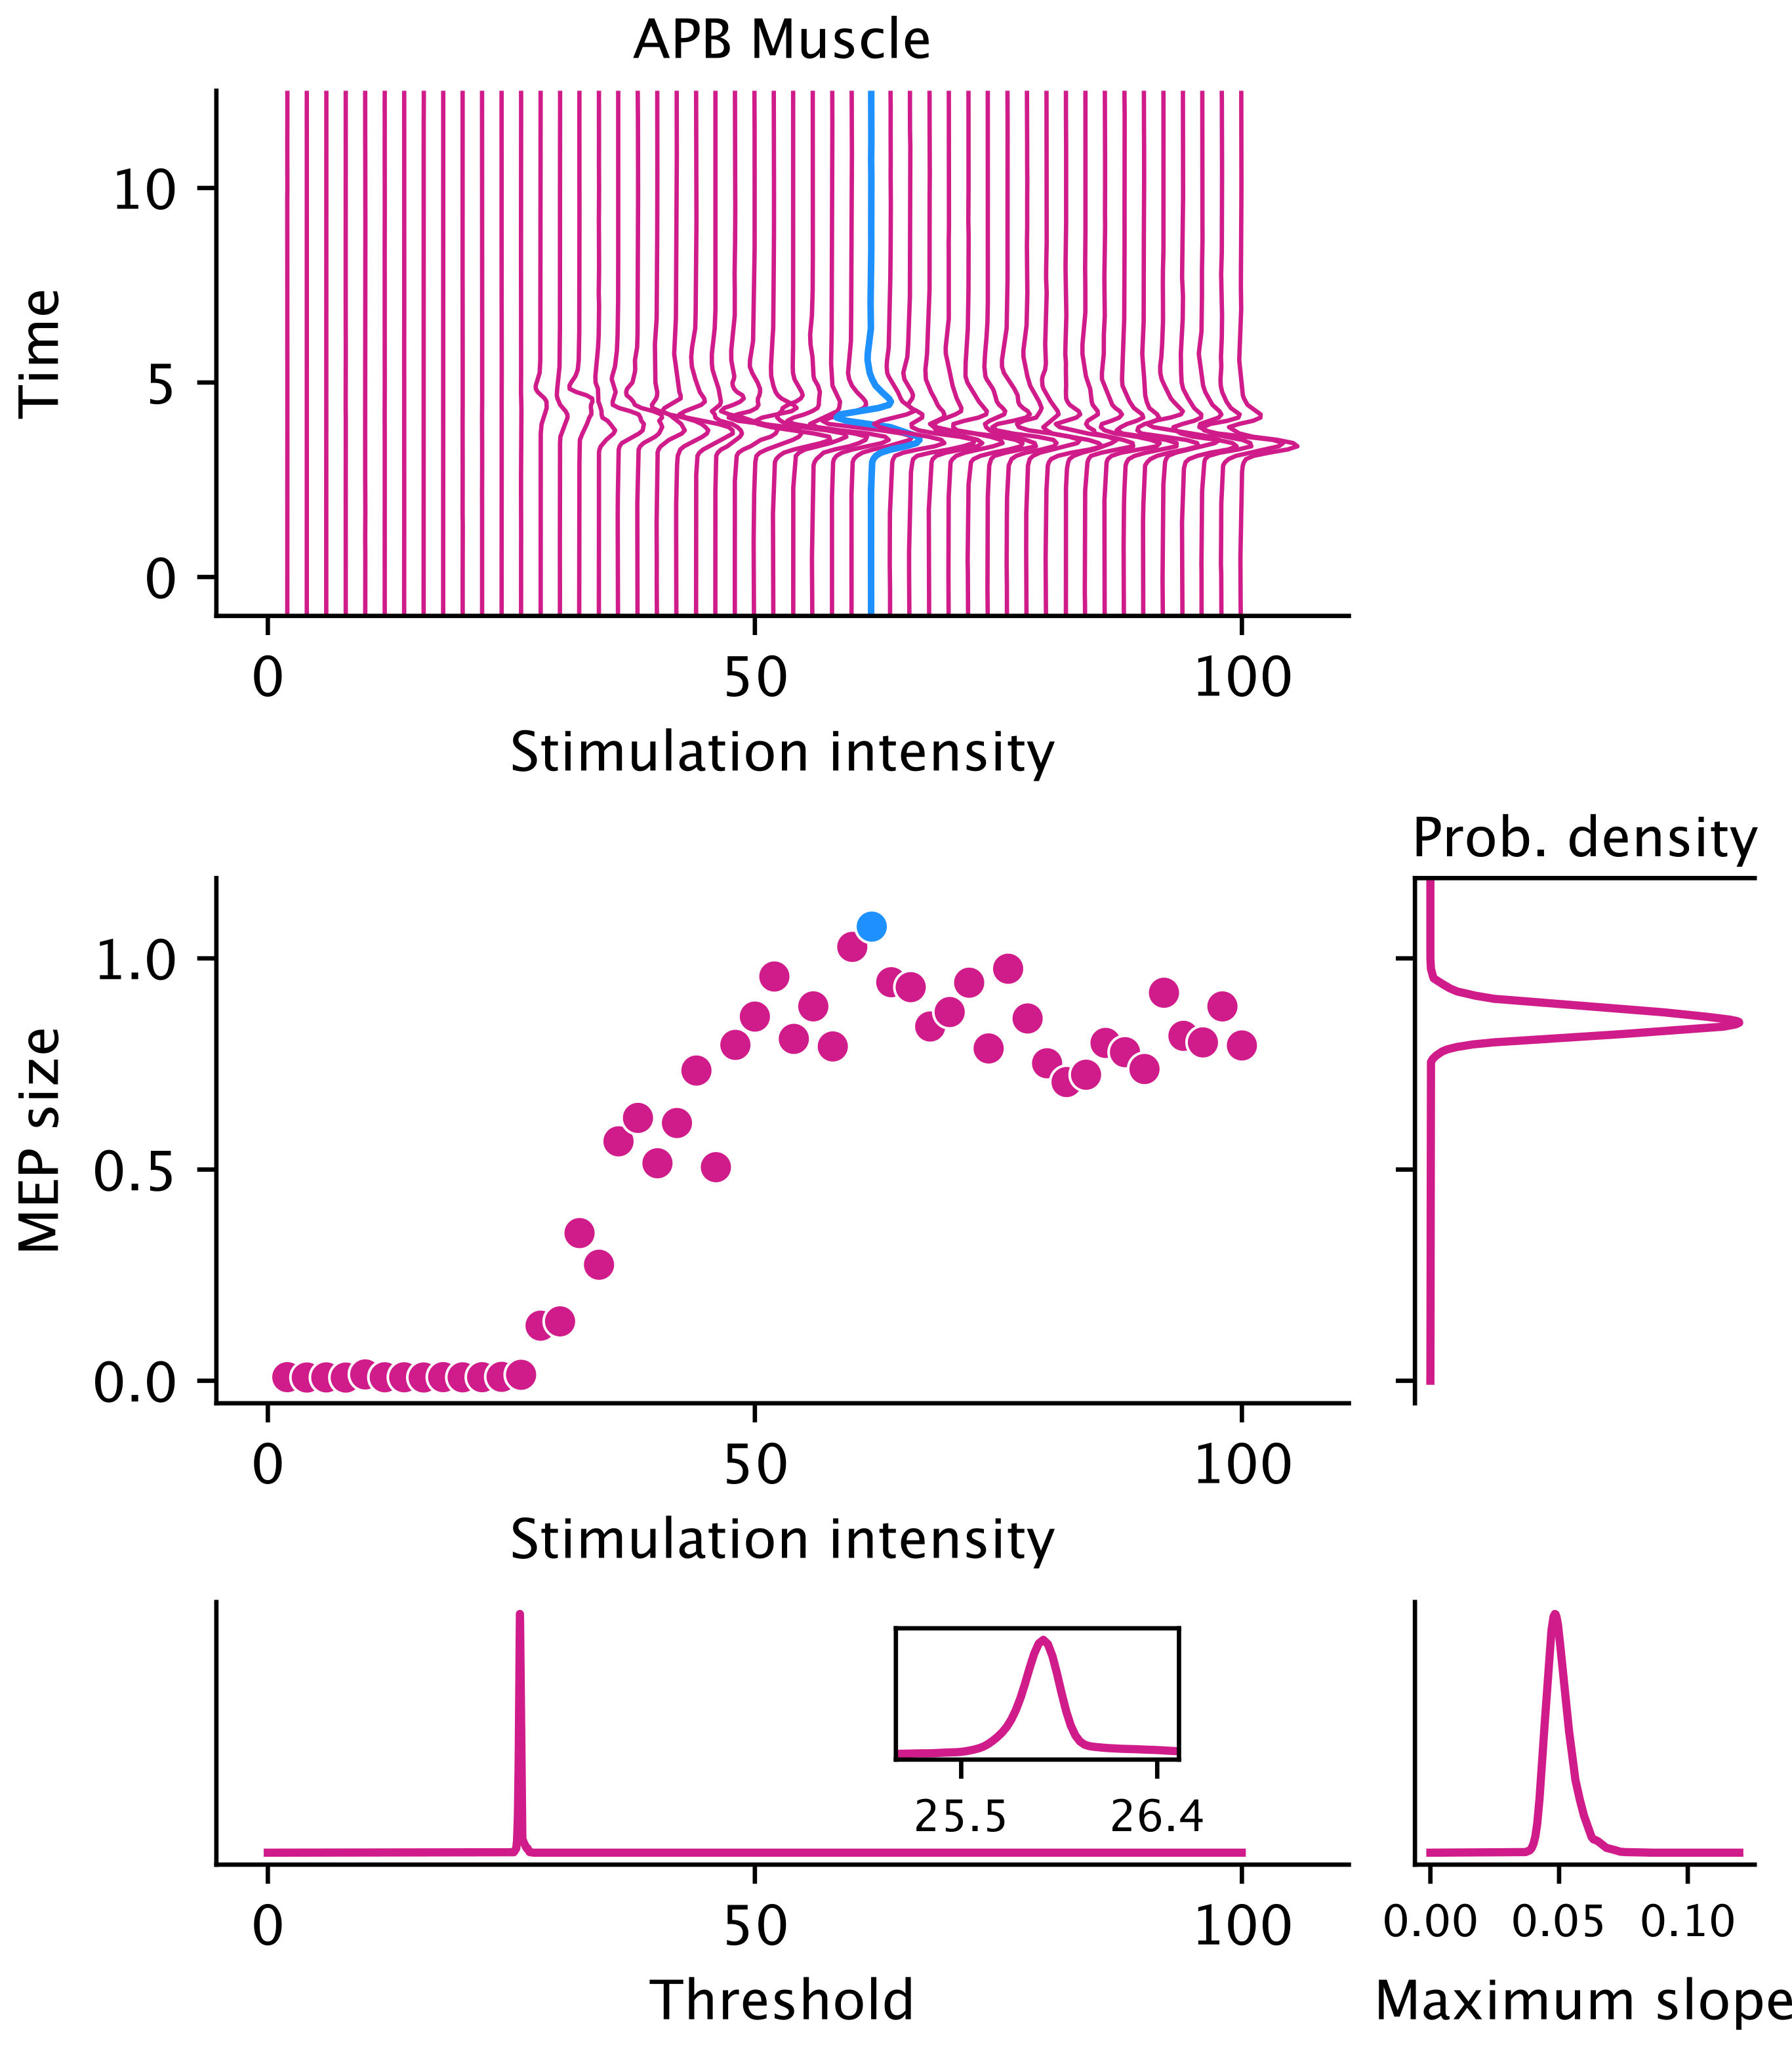 APB Muscle
10
5
0
Time
0 50 100
Stimulation intensity
Prob. density
1.0
0.5
0.0
MEP size
0 50 100
Stimulation intensity
25.5 26.4
0 50 100
Threshold
0.00 0.05 0.10
Maximum slope